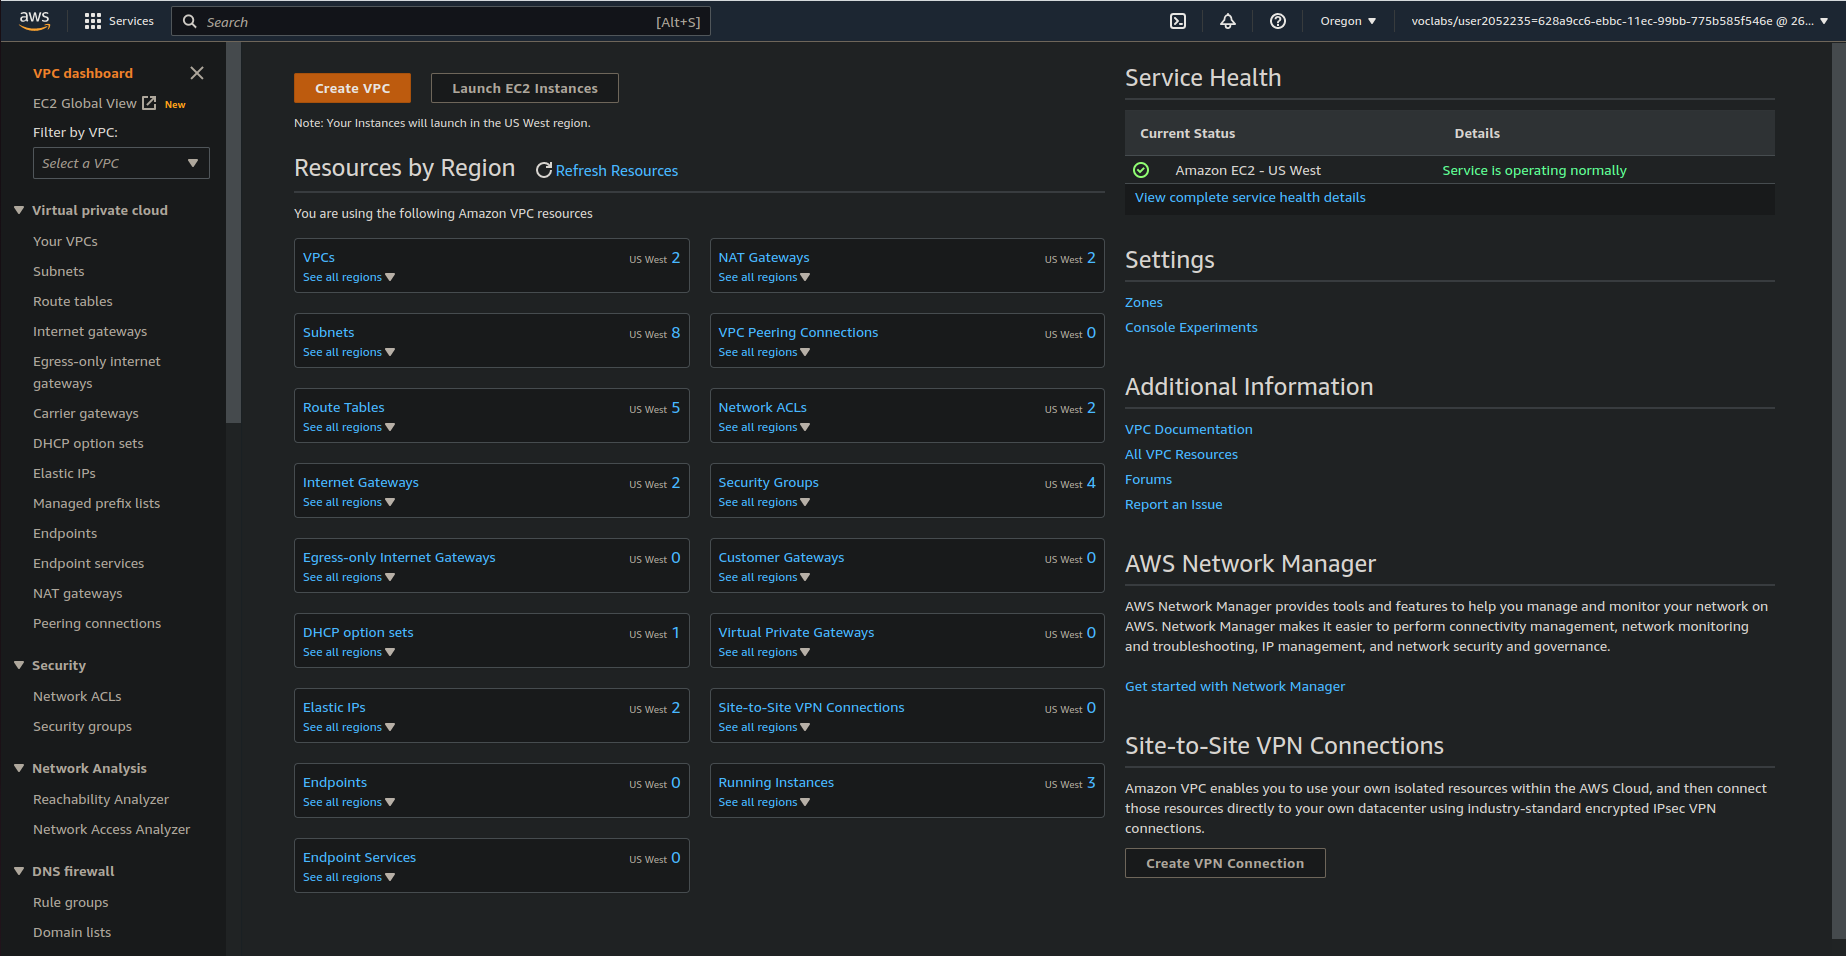 aws
Services
Search
[Alt+S]
Oregon
voclabs/user2052235=628a9cc6-ebbc-11ec-99bb-775b585f546e @ 26...
VPC dashboard
EC2 Global View
New
Filter by VPC:
Select a VPC
Virtual private cloud
Your VPCs
Subnets
Route tables
Internet gateways
Egress-only internet
gateways
Carrier gateways
DHCP option sets
Elastic IPs
Managed prefix lists
Endpoints
Endpoint services
NAT gateways
Peering connections
Security
Network ACLs
Security groups
Network Analysis
Reachability Analyzer
Network Access Analyzer
DNS firewall
Rule groups
Domain lists
Create VPC
Launch EC2 Instances
Note: Your Instances will launch in the US West region.
Resources by Region
Refresh Resources
You are using the following Amazon VPC resources
VPCs
US West 2
See all regions
NAT Gateways
US West 2
See all regions
Subnets
US West 8
See all regions
VPC Peering Connections
US West 0
See all regions
Route Tables
US West 5
See all regions
Network ACLs
US West 2
See all regions
Internet Gateways
US West 2
See all regions
Security Groups
US West 4
See all regions
Egress-only Internet Gateways
US West 0
See all regions
Customer Gateways
US West 0
See all regions
DHCP option sets
US West 1
See all regions
Virtual Private Gateways
US West 0
See all regions
Elastic IPs
US West 2
See all regions
Site-to-Site VPN Connections
US West 0
See all regions
Endpoints
US West 0
See all regions
Running Instances
US West 3
See all regions
Endpoint Services
US West 0
See all regions
Service Health
Current Status
Details
Amazon EC2 - US West
Service is operating normally
View complete service health details
Settings
Zones
Console Experiments
Additional Information
VPC Documentation
All VPC Resources
Forums
Report an Issue
AWS Network Manager
AWS Network Manager provides tools and features to help you manage and monitor your network on
AWS. Network Manager makes it easier to perform connectivity management, network monitoring
and troubleshooting, IP management, and network security and governance.
Get started with Network Manager
Site-to-Site VPN Connections
Amazon VPC enables you to use your own isolated resources within the AWS Cloud, and then connect
those resources directly to your own datacenter using industry-standard encrypted IPsec VPN
connections.
Create VPN Connection